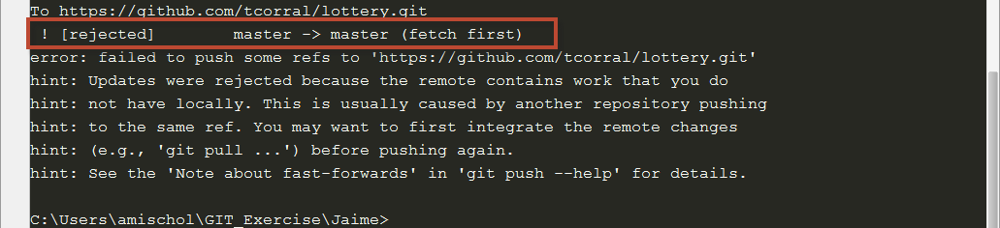 To https://github.com/tcorral/lottery.git
! [rejected]        master -> master (fetch first)
error: failed to push some refs to 'https://github.com/tcorral/lottery.git'
hint: Updates were rejected because the remote contains work that you do
hint: not have locally. This is usually caused by another repository pushing
hint: to the same ref. You may want to first integrate the remote changes
hint: (e.g., 'git pull ...') before pushing again.
hint: See the 'Note about fast-forwards' in 'git push --help' for details.
C:\Users\amischol\GIT_Exercise\Jaime>